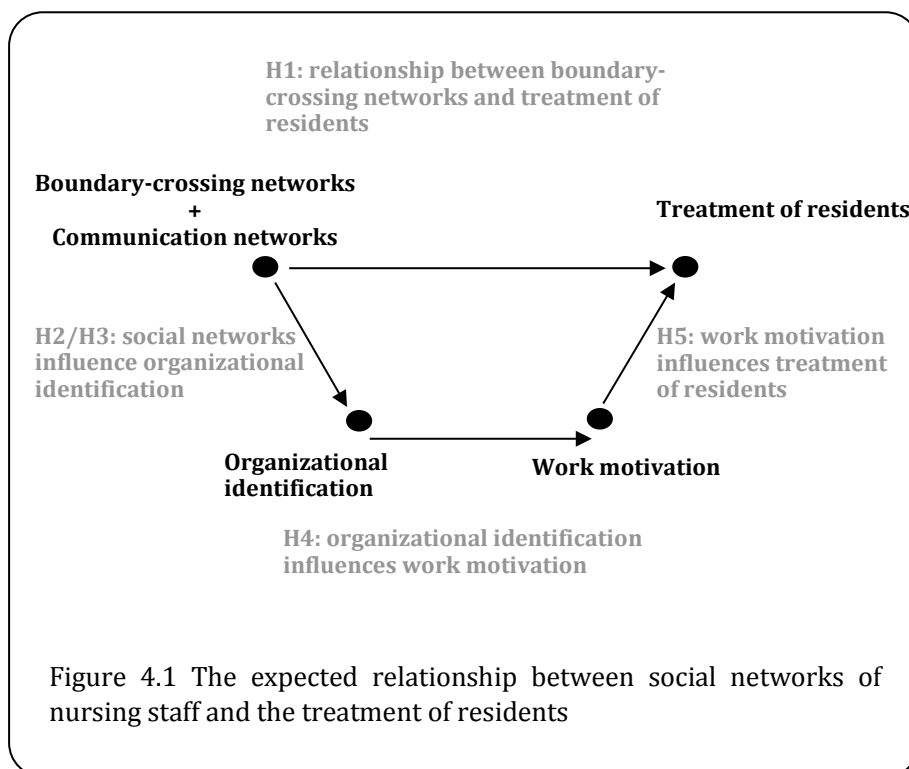 H1: relationship between boundary-
crossing networks and treatment of
residents
Boundary-crossing networks
+
Communication networks
Treatment of residents
H2/H3: social networks
influence organizational
identification
H5: work motivation
influences treatment
of residents
Organizational
identification
Work motivation
H4: organizational identification
influences work motivation
Figure 4.1 The expected relationship between social networks of
nursing staff and the treatment of residents